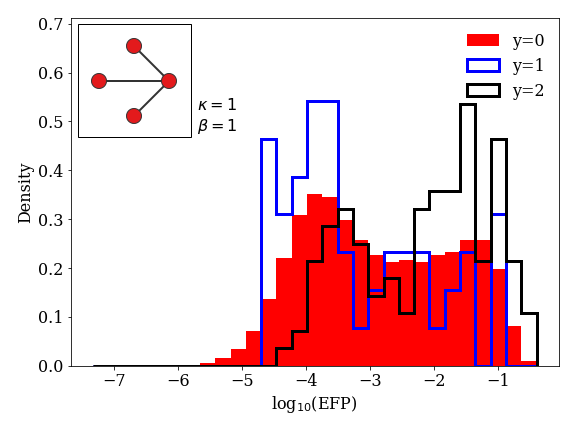 0.7
0.6
0.5
0.4
0.3
0.2
0.1
0.0
Density
κ = 1
β = 1
y=0
y=1
y=2
−7 −6 −5 −4 −3 −2 −1
log₁₀(EFP)